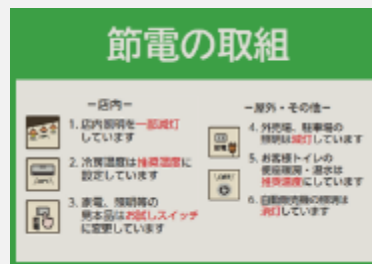 節電の取組
－店内－
1. 店内照明を一部減灯
しています
2. 冷房温度は推奨温度に
設定しています
3. 家電、照明等の
見本品はお試しスイッチ
に変更しています
－屋外・その他－
4. 外売場、駐車場の
照明は減灯しています
5. お客様トイレの
便座暖房・温水は
推奨温度にしています
6. 自動販売機の照明は
消灯しています